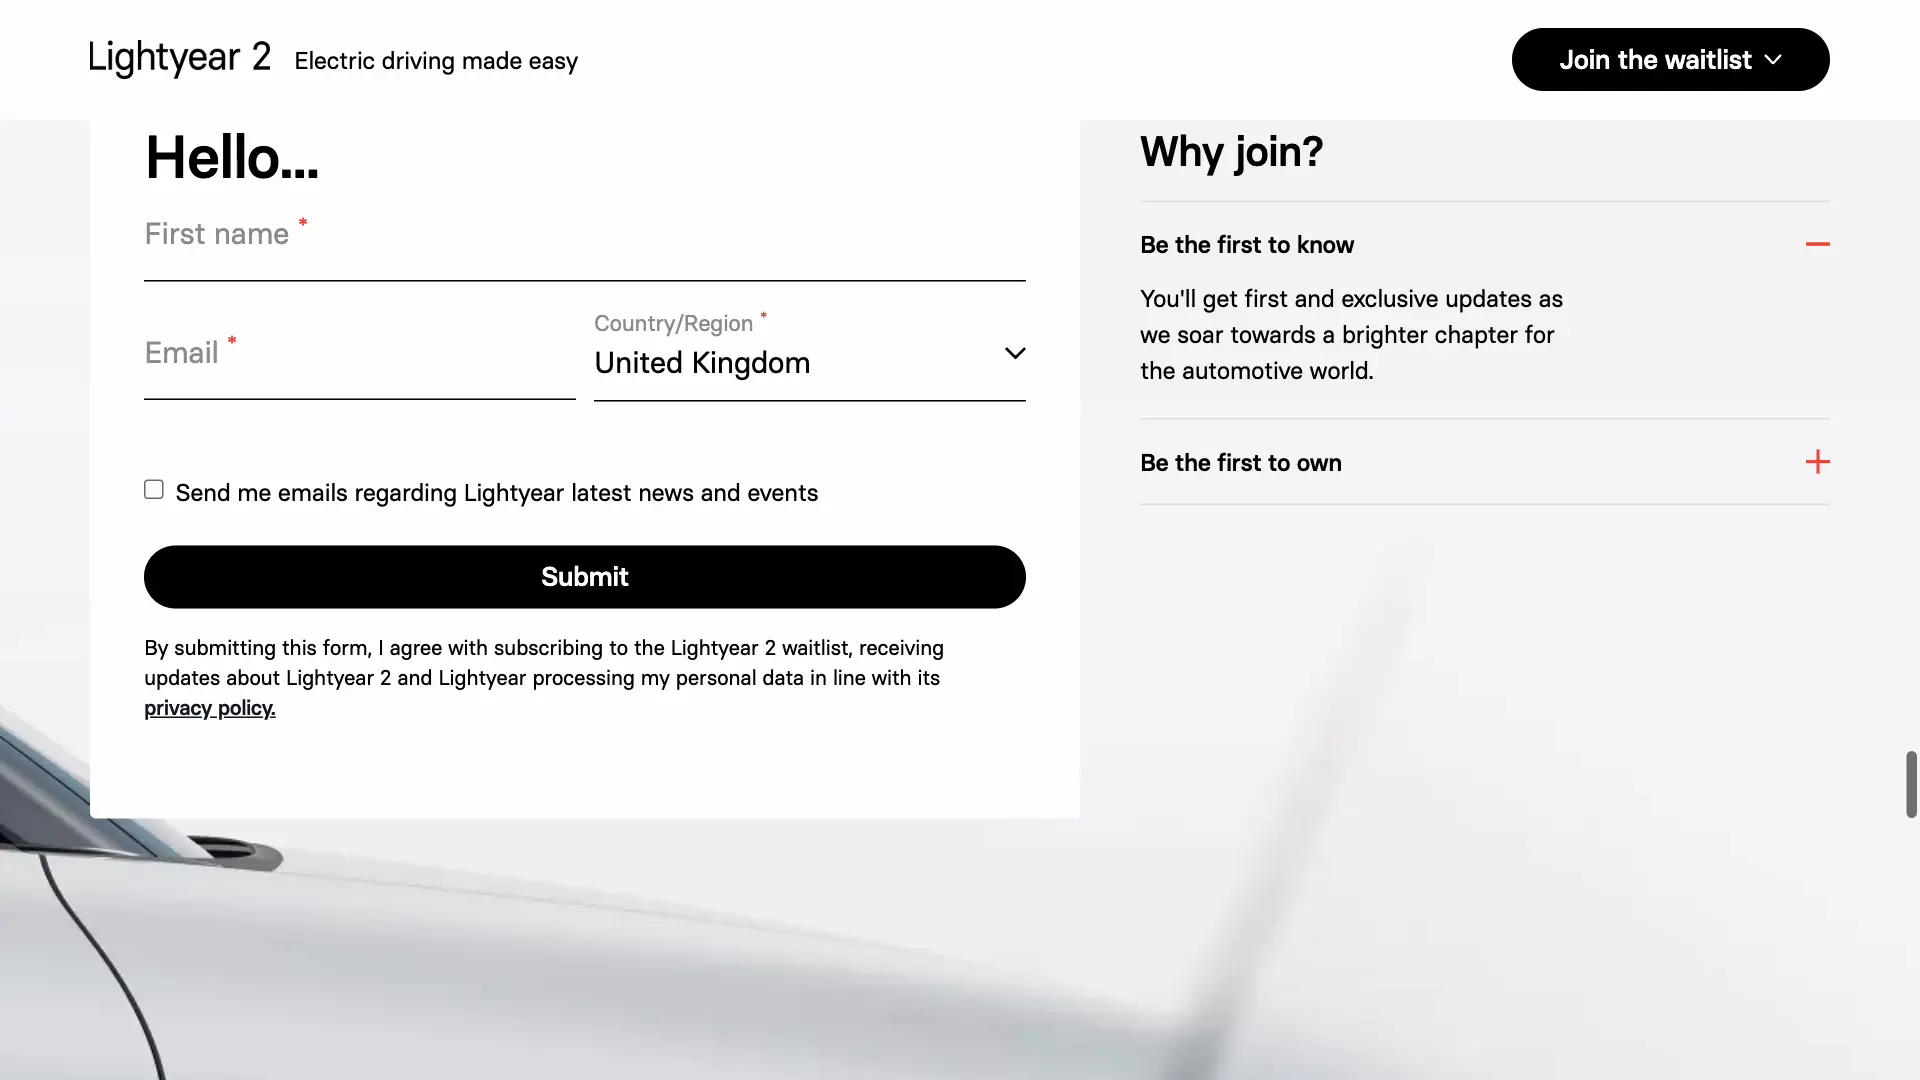 Lightyear 2 Electric driving made easy
Join the waitlist
Hello...
First name *
Email *
Country/Region *
United Kingdom
Send me emails regarding Lightyear latest news and events
Submit
By submitting this form, I agree with subscribing to the Lightyear 2 waitlist, receiving
updates about Lightyear 2 and Lightyear processing my personal data in line with its
privacy policy.
Why join?
Be the first to know
You'll get first and exclusive updates as
we soar towards a brighter chapter for
the automotive world.
Be the first to own